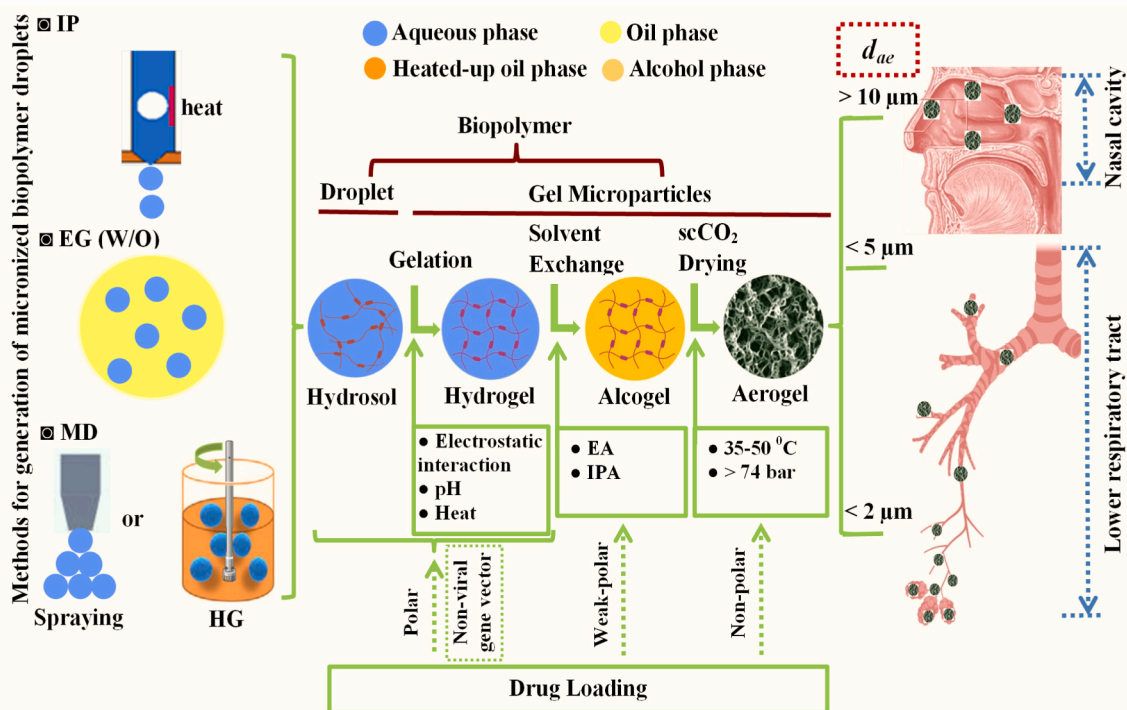 Methods for generation of micronized biopolymer droplets
◙ IP
heat
◙ EG (W/O)
◙ MD
or
Spraying
HG
Aqueous phase
Oil phase
Heated-up oil phase
Alcohol phase
Biopolymer
Droplet
Gel Microparticles
Gelation
Solvent
Exchange
scCO₂
Drying
Hydrosol
Hydrogel
Alcogel
Aerogel
● Electrostatic
interaction
● pH
● Heat
● EA
● IPA
● 35-50 ⁰C
● > 74 bar
Polar
Non-viral
gene vector
Weak-polar
Non-polar
Drug Loading
dae
> 10 µm
< 5 µm
< 2 µm
Nasal cavity
Lower respiratory tract